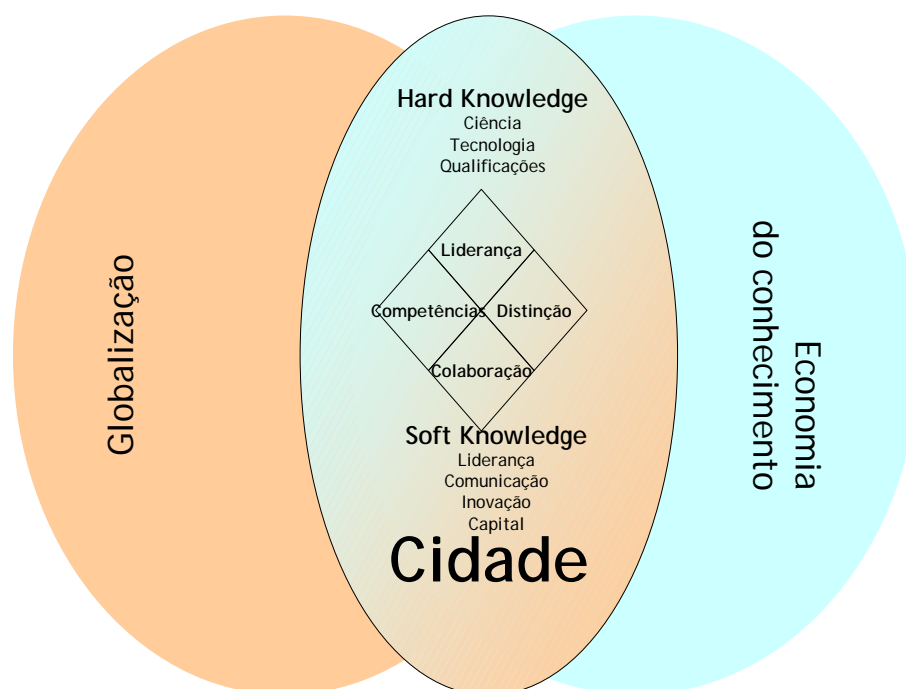 Globalização
Hard Knowledge
Ciência
Tecnologia
Qualificações
Liderança
Competências
Distinção
Colaboração
Soft Knowledge
Liderança
Comunicação
Inovação
Capital
Cidade
Economia
do conhecimento